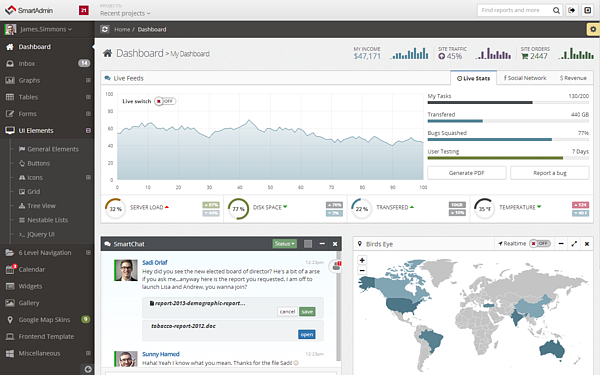 SmartAdmin
21
PROJECTS:
Recent projects
Find reports and more
James.Simmons
Home / Dashboard
Dashboard
Inbox
14
Graphs
Tables
Forms
UI Elements
General Elements
Buttons
Icons
Grid
Tree View
Nestable Lists
JQuery UI
6 Level Navigation
Calendar
Widgets
Gallery
Google Map Skins
9
Frontend Template
Miscellaneous
Dashboard > My Dashboard
MY INCOME
$47,171
SITE TRAFFIC
45%
SITE ORDERS
2447
Live Feeds
Live Stats
Social Network
Revenue
Live switch
OFF
100
80
60
40
20
0
0 10 20 30 40 50 60 70 80 90 100
My Tasks 130/200
Transfered 440 GB
Bugs Squashed 77%
User Testing 7 Days
Generate PDF
Report a bug
32 %
SERVER LOAD
97%
44%
77 %
DISK SPACE
76%
3%
22 %
TRANSFERED
10GB
10%
35 °F
TEMPERATURE
124
40 F
SmartChat
Status
Sadi Orlaf
12:23pm
Hey did you see the new elected board of director? He's a bit of a arse
if you ask me...anyway here is the report you requested. I am off to
launch Lisa and Andrew, you wanna join?
report-2013-demographic-report...
cancel
save
tobacco-report-2012.doc
open
Sunny Hamed
12:23pm
Haha! Yeah I know what you mean. Thanks for the file Sadi!
Birds Eye
Realtime
OFF
+
−